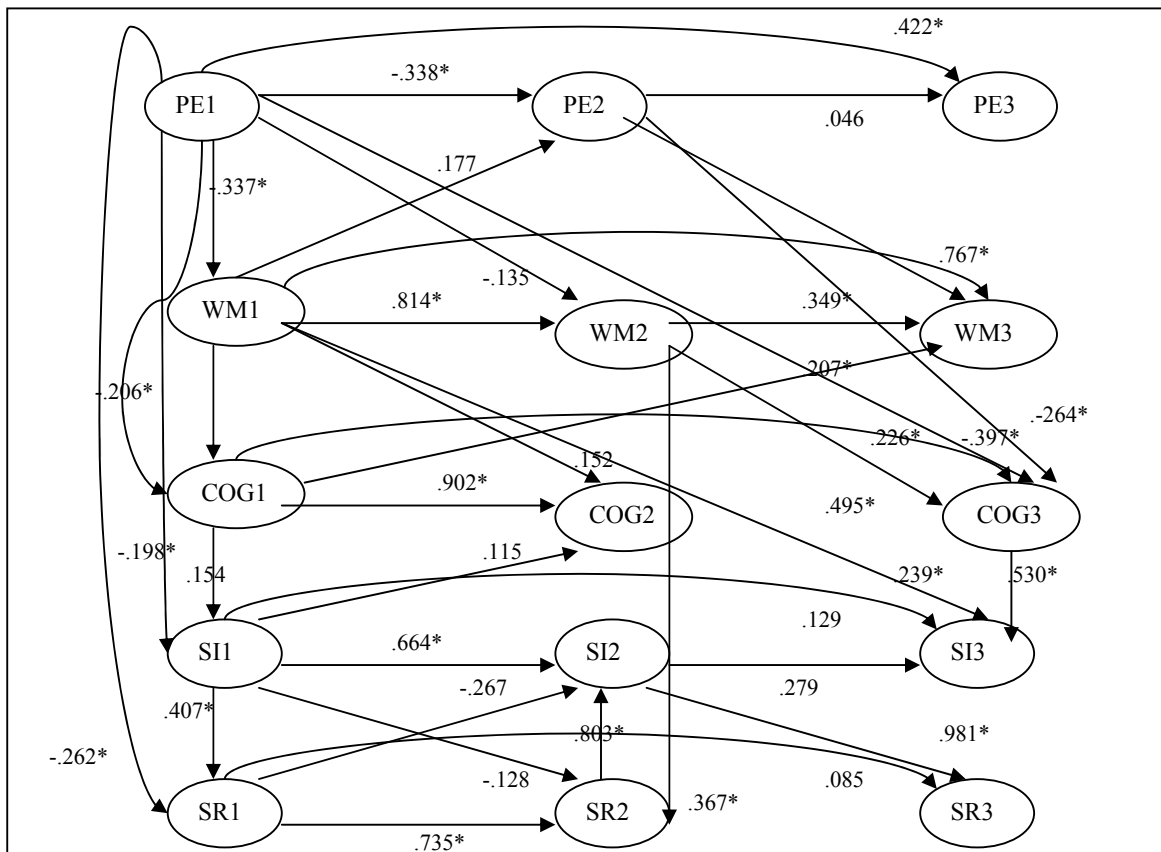 .422*
-.338*
PE1
PE2
PE3
.046
.177
-.337*
.767*
-.135
.814*
.349*
WM1
WM2
WM3
.207*
-.206*
.-264*
.226*
-.397*
.152
.902*
COG1
COG2
COG3
.495*
-.198*
.115
.154
.239*
.530*
.129
SI1
.664*
SI2
SI3
-.267
.279
.407*
.803*
.981*
-.262*
-.128
.085
SR1
SR2
.367*
SR3
.735*